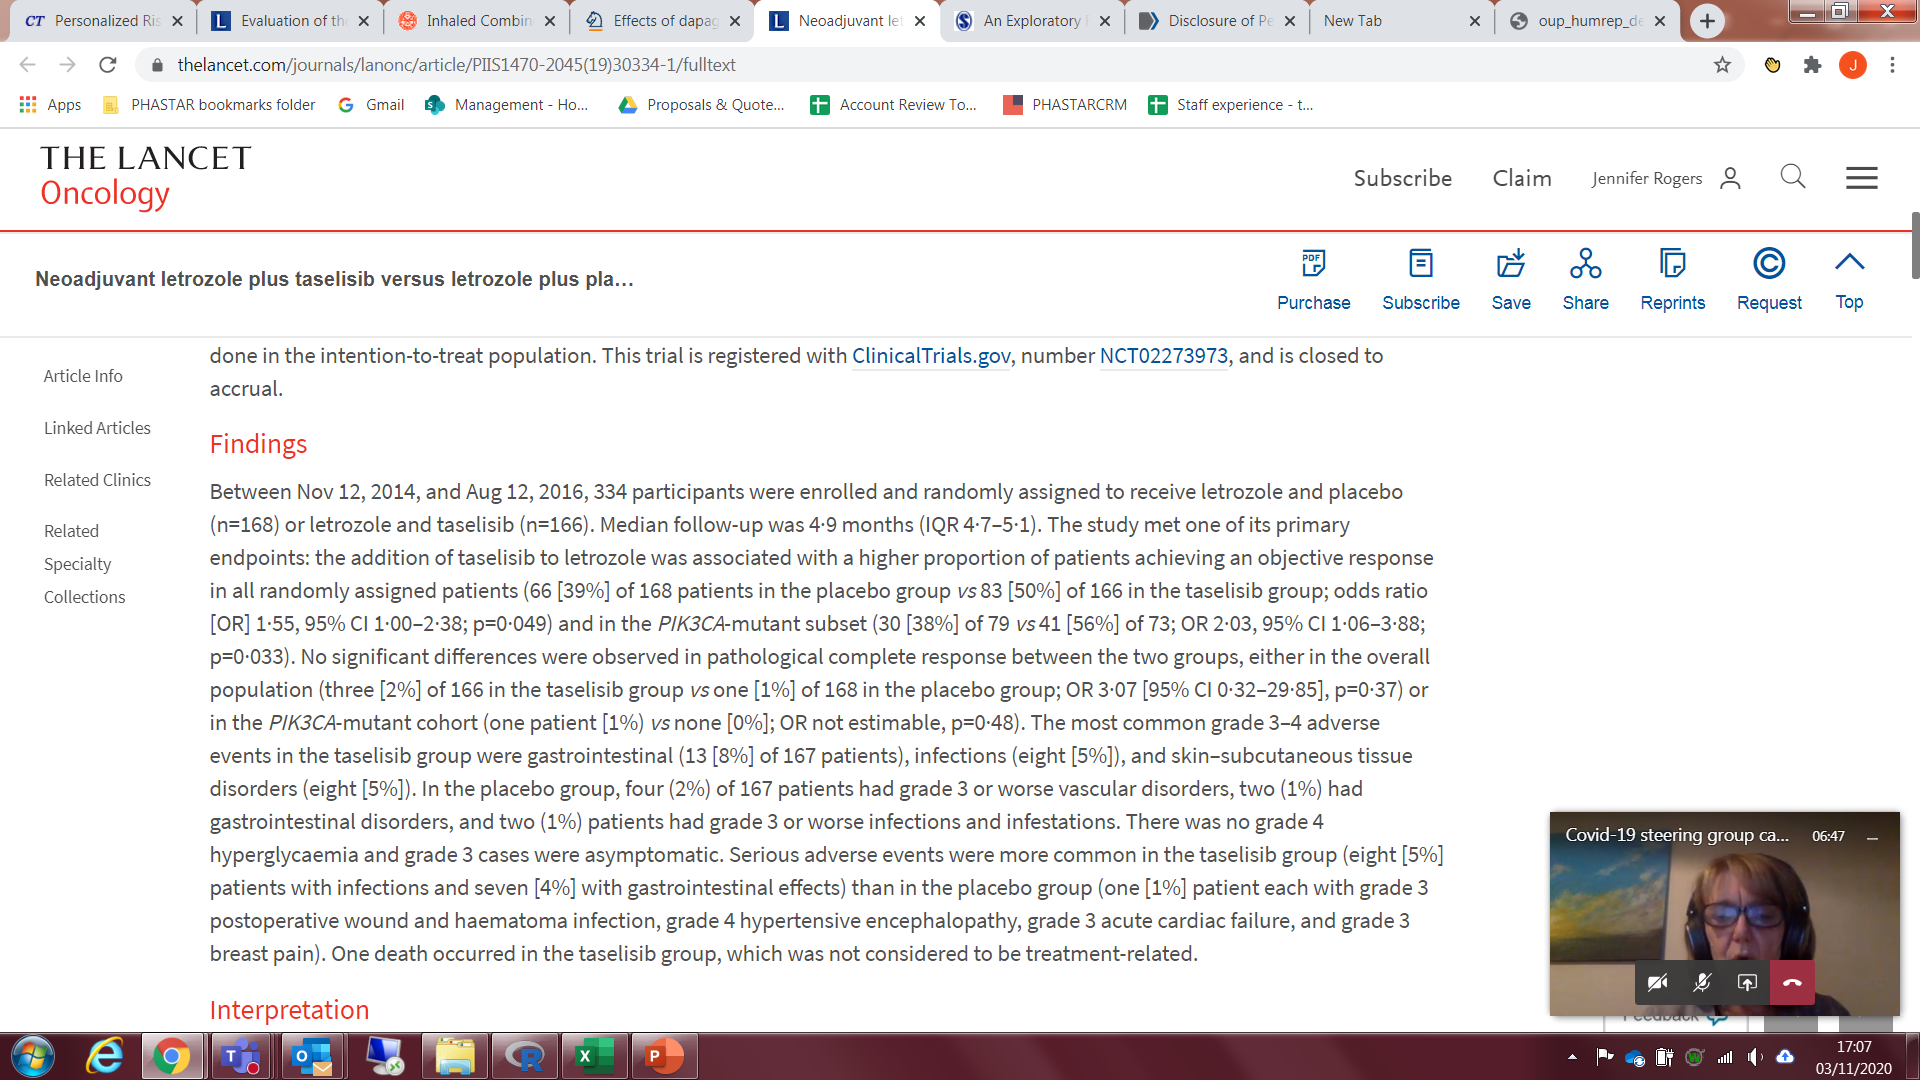 CT Personalized Ris
L Evaluation of th
Inhaled Combin
Effects of dapag
L Neoadjuvant let
S An Exploratory
Disclosure of Pe
New Tab
oup_humrep_de
thelancet.com/journals/lanonc/article/PIIS1470-2045(19)30334-1/fulltext
J
Apps
PHASTAR bookmarks folder
G Gmail
Management - Ho...
Proposals & Quote...
Account Review To...
PHASTARCRM
Staff experience - t...
THE LANCET
Oncology
Subscribe
Claim
Jennifer Rogers
Neoadjuvant letrozole plus taselisib versus letrozole plus pla...
PDF
Purchase
Subscribe
Save
Share
Reprints
Request
Top
Article Info
Linked Articles
Related Clinics
Related
Specialty
Collections
done in the intention-to-treat population. This trial is registered with ClinicalTrials.gov, number NCT02273973, and is closed to
accrual.
Findings
Between Nov 12, 2014, and Aug 12, 2016, 334 participants were enrolled and randomly assigned to receive letrozole and placebo
(n=168) or letrozole and taselisib (n=166). Median follow-up was 4·9 months (IQR 4·7–5·1). The study met one of its primary
endpoints: the addition of taselisib to letrozole was associated with a higher proportion of patients achieving an objective response
in all randomly assigned patients (66 [39%] of 168 patients in the placebo group vs 83 [50%] of 166 in the taselisib group; odds ratio
[OR] 1·55, 95% CI 1·00–2·38; p=0·049) and in the PIK3CA-mutant subset (30 [38%] of 79 vs 41 [56%] of 73; OR 2·03, 95% CI 1·06–3·88;
p=0·033). No significant differences were observed in pathological complete response between the two groups, either in the overall
population (three [2%] of 166 in the taselisib group vs one [1%] of 168 in the placebo group; OR 3·07 [95% CI 0·32–29·85], p=0·37) or
in the PIK3CA-mutant cohort (one patient [1%) vs none [0%]; OR not estimable, p=0·48). The most common grade 3–4 adverse
events in the taselisib group were gastrointestinal (13 [8%] of 167 patients), infections (eight [5%]), and skin–subcutaneous tissue
disorders (eight [5%]). In the placebo group, four (2%) of 167 patients had grade 3 or worse vascular disorders, two (1%) had
gastrointestinal disorders, and two (1%) patients had grade 3 or worse infections and infestations. There was no grade 4
hyperglycaemia and grade 3 cases were asymptomatic. Serious adverse events were more common in the taselisib group (eight [5%]
patients with infections and seven [4%] with gastrointestinal effects) than in the placebo group (one [1%] patient each with grade 3
postoperative wound and haematoma infection, grade 4 hypertensive encephalopathy, grade 3 acute cardiac failure, and grade 3
breast pain). One death occurred in the taselisib group, which was not considered to be treatment-related.
Interpretation
Covid-19 steering group ca... 06:47
Feedback
17:07
03/11/2020